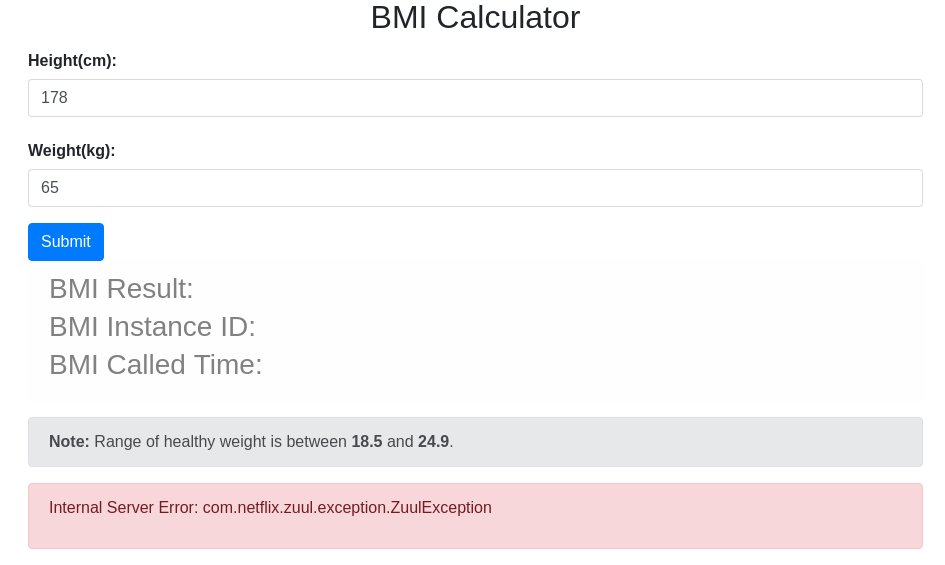 BMI Calculator
Height(cm):
178
Weight(kg):
65
Submit
BMI Result:
BMI Instance ID:
BMI Called Time:
Note: Range of healthy weight is between 18.5 and 24.9.
Internal Server Error: com.netflix.zuul.exception.ZuulException